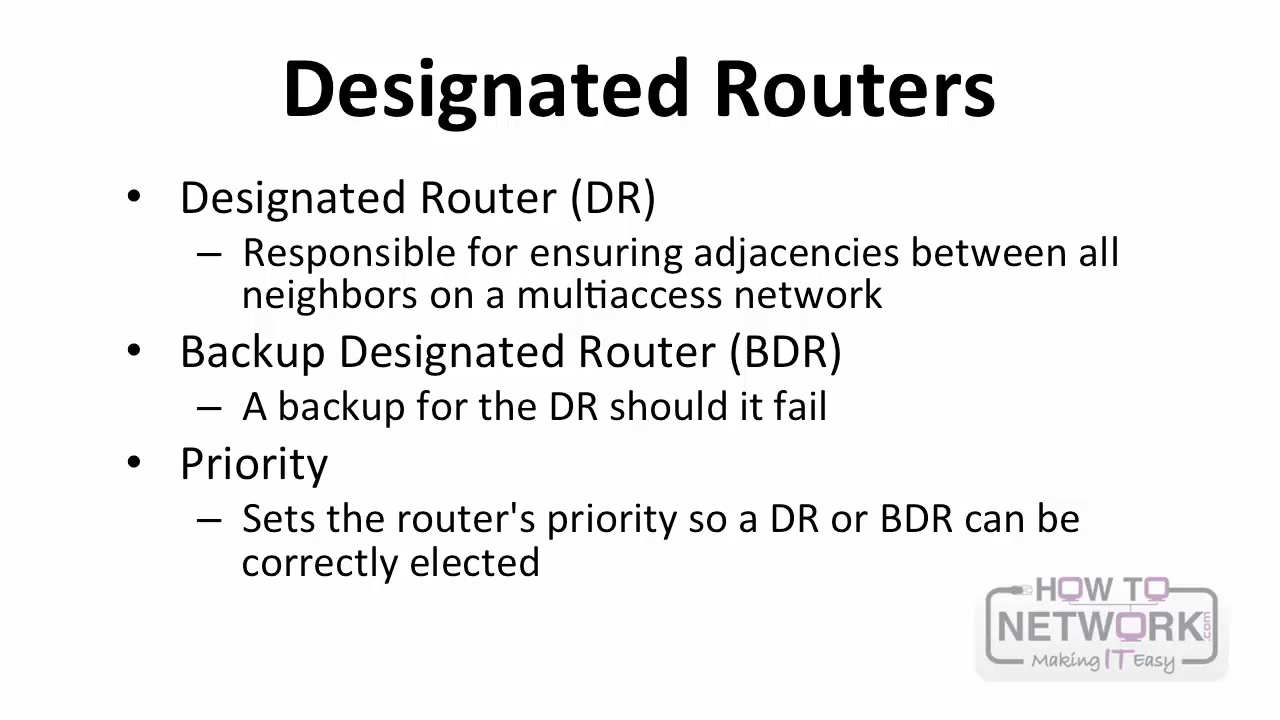 Designated Routers
• Designated Router (DR)
– Responsible for ensuring adjacencies between all
neighbors on a multiaccess network
• Backup Designated Router (BDR)
– A backup for the DR should it fail
• Priority
– Sets the router's priority so a DR or BDR can be
correctly elected
HOW TO
NETWORK.com
Making IT Easy